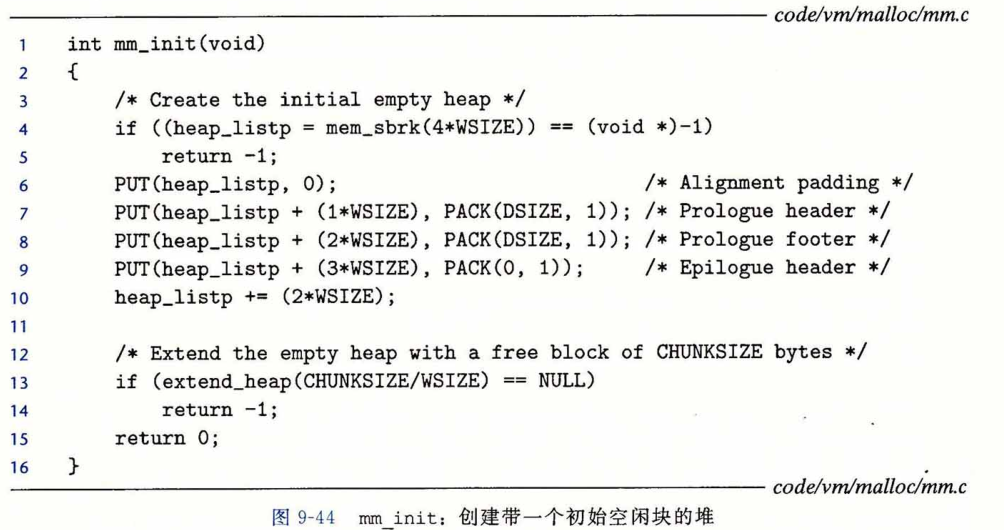 code/vm/malloc/mm.c
1 int mm_init(void)
2 {
3 /* Create the initial empty heap */
4 if ((heap_listp = mem_sbrk(4*WSIZE)) == (void *)-1)
5 return -1;
6 PUT(heap_listp, 0); /* Alignment padding */
7 PUT(heap_listp + (1*WSIZE), PACK(DSIZE, 1)); /* Prologue header */
8 PUT(heap_listp + (2*WSIZE), PACK(DSIZE, 1)); /* Prologue footer */
9 PUT(heap_listp + (3*WSIZE), PACK(0, 1)); /* Epilogue header */
10 heap_listp += (2*WSIZE);
11
12 /* Extend the empty heap with a free block of CHUNKSIZE bytes */
13 if (extend_heap(CHUNKSIZE/WSIZE) == NULL)
14 return -1;
15 return 0;
16 }
code/vm/malloc/mm.c
图 9-44 mm_init：创建带一个初始空闲块的堆